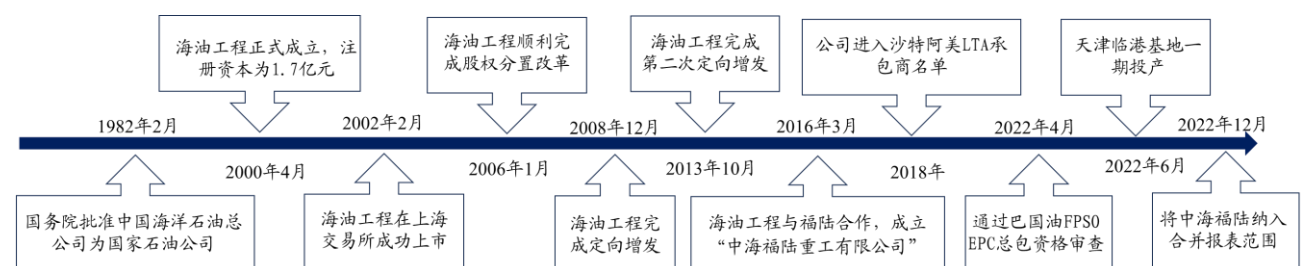 海油工程正式成立，注
册资本为1.7亿元
海油工程顺利完
成股权分置改革
海油工程完成
第二次定向增发
公司进入沙特阿美LTA承
包商名单
天津临港基地一
期投产
1982年2月
2002年2月
2008年12月
2016年3月
2022年4月
2022年12月
2000年4月
2006年1月
2013年10月
2018年
2022年6月
国务院批准中国海洋石油总
公司为国家石油公司
海油工程在上海
交易所成功上市
海油工程完
成定向增发
海油工程与福陆合作，成立
“中海福陆重工有限公司”
通过巴国油FPSO
EPC总包资格审查
将中海福陆纳入
合并报表范围